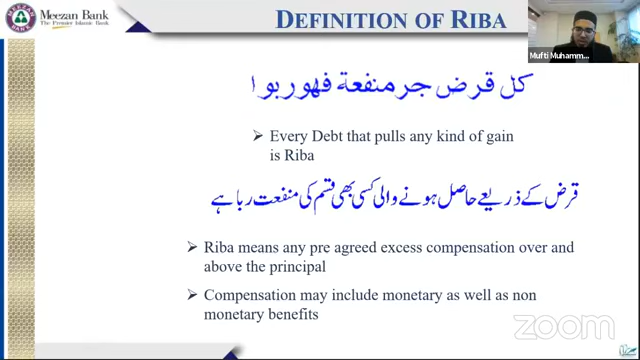 Meezan Bank
The Premier Islamic Bank
DEFINITION OF RIBA
Mufti Muhamm...
كل قرض جر منفعة فهو ربوا
➢ Every Debt that pulls any kind of gain
is Riba
قرض کے ذریعے حاصل ہونے والی کسی بھی قسم کی منفعت ربا ہے
➢ Riba means any pre agreed excess compensation over and
above the principal
➢ Compensation may include monetary as well as non
monetary benefits
zoom